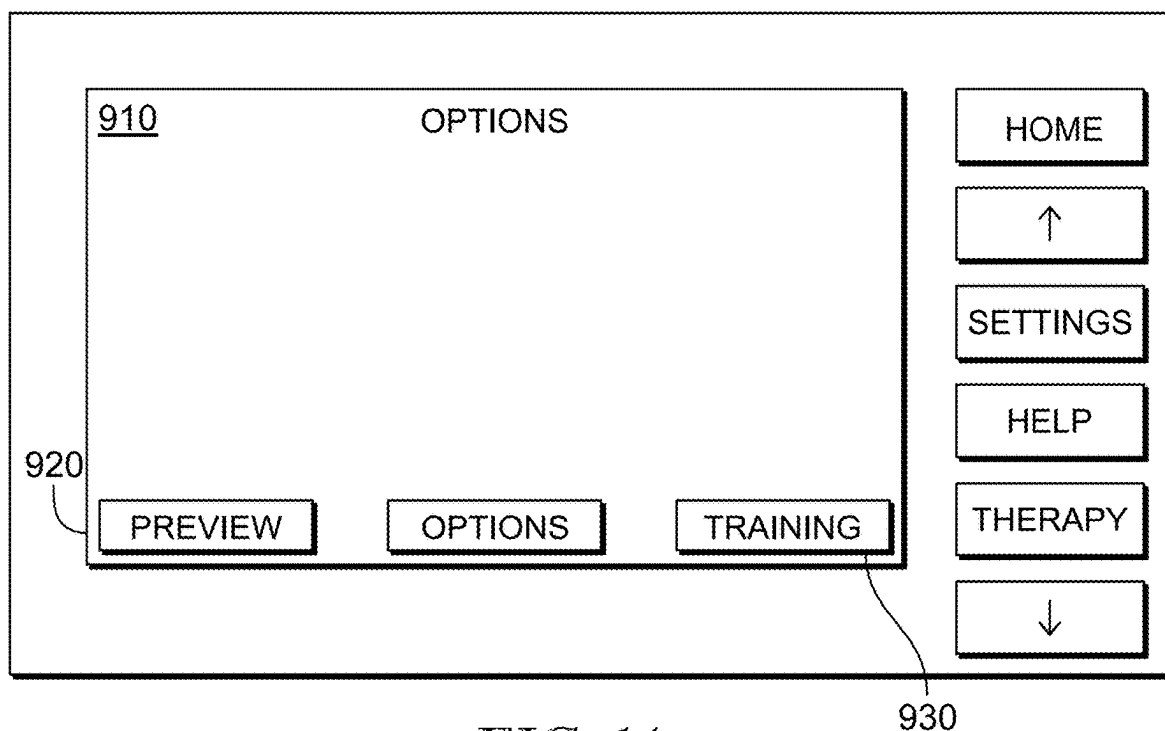 910 OPTIONS
HOME
↑
SETTINGS
HELP
920
PREVIEW OPTIONS TRAINING
THERAPY
↓
930